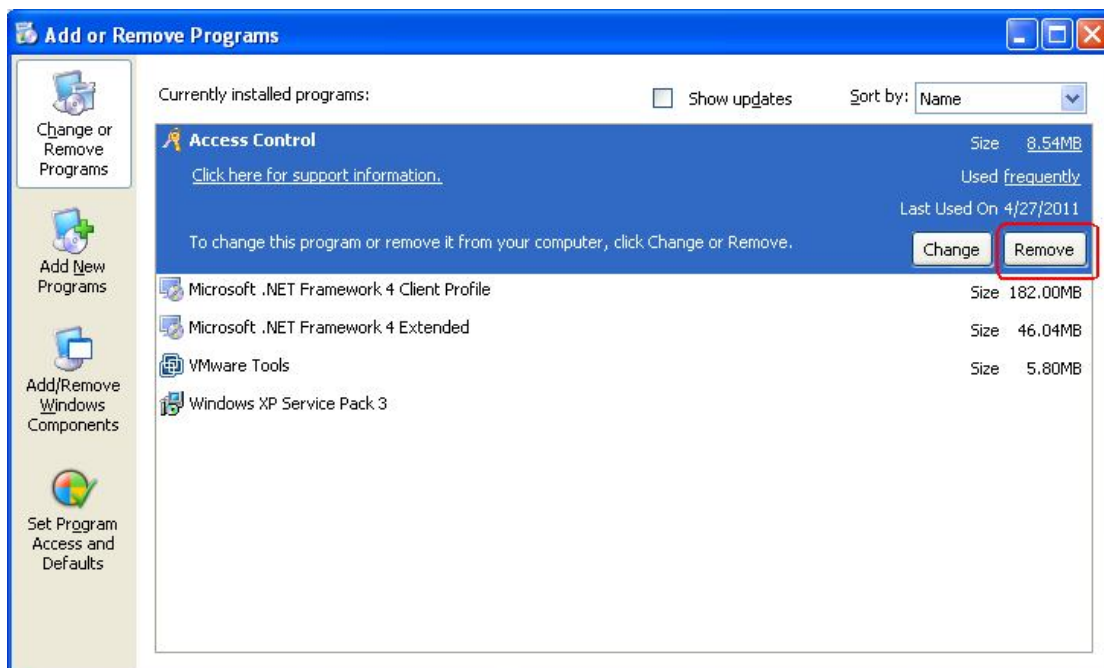 Add or Remove Programs
Change or
Remove
Programs
Add New
Programs
Add/Remove
Windows
Components
Set Program
Access and
Defaults
Currently installed programs:
Show updates
Sort by: Name
Access Control
Size 8.54MB
Click here for support information.
Used frequently
Last Used On 4/27/2011
To change this program or remove it from your computer, click Change or Remove.
Change
Remove
Microsoft .NET Framework 4 Client Profile Size 182.00MB
Microsoft .NET Framework 4 Extended Size 46.04MB
VMware Tools Size 5.80MB
Windows XP Service Pack 3